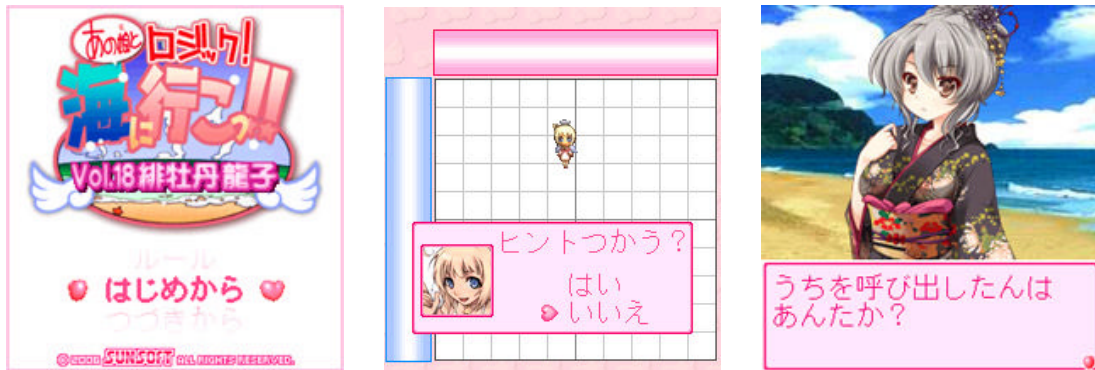 あの娘と
ロジック!
海に行こっ!!
Vol.18 緋牡丹龍子
ルール
はじめから
つづきから
© 2008 SUNSOFT ALL RIGHTS RESERVED.
ヒントつかう?
はい
いいえ
うちを呼び出したんは
あんたか?